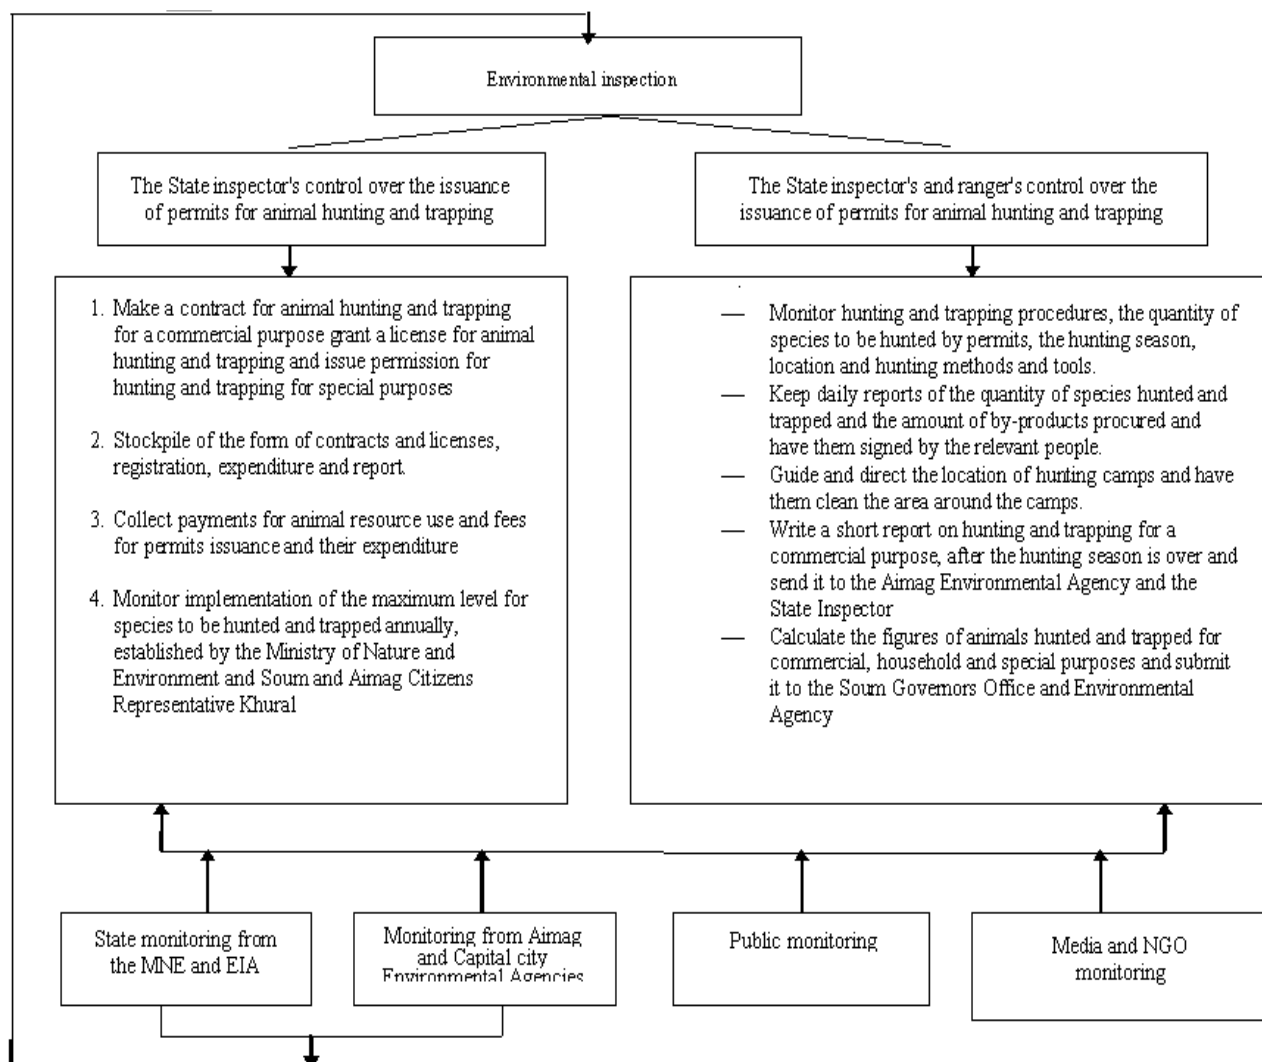 Environmental inspection
The State inspector's control over the issuance
of permits for animal hunting and trapping
The State inspector's and ranger's control over the
issuance of permits for animal hunting and trapping
1. Make a contract for animal hunting and trapping
for a commercial purpose grant a license for animal
hunting and trapping and issue permission for
hunting and trapping for special purposes
2. Stockpile of the form of contracts and licenses,
registration, expenditure and report.
3. Collect payments for animal resource use and fees
for permits issuance and their expenditure
4. Monitor implementation of the maximum level for
species to be hunted and trapped annually,
established by the Ministry of Nature and
Environment and Soum and Aimag Citizens
Representative Khural
— Monitor hunting and trapping procedures, the quantity of
species to be hunted by permits, the hunting season,
location and hunting methods and tools.
— Keep daily reports of the quantity of species hunted and
trapped and the amount of by-products procured and
have them signed by the relevant people.
— Guide and direct the location of hunting camps and have
them clean the area around the camps.
— Write a short report on hunting and trapping for a
commercial purpose, after the hunting season is over and
send it to the Aimag Environmental Agency and the
State Inspector
— Calculate the figures of animals hunted and trapped for
commercial, household and special purposes and submit
it to the Soum Governors Office and Environmental
Agency
State monitoring from
the MNE and EIA
Monitoring from Aimag
and Capital city
Environmental Agencies
Public monitoring
Media and NGO
monitoring